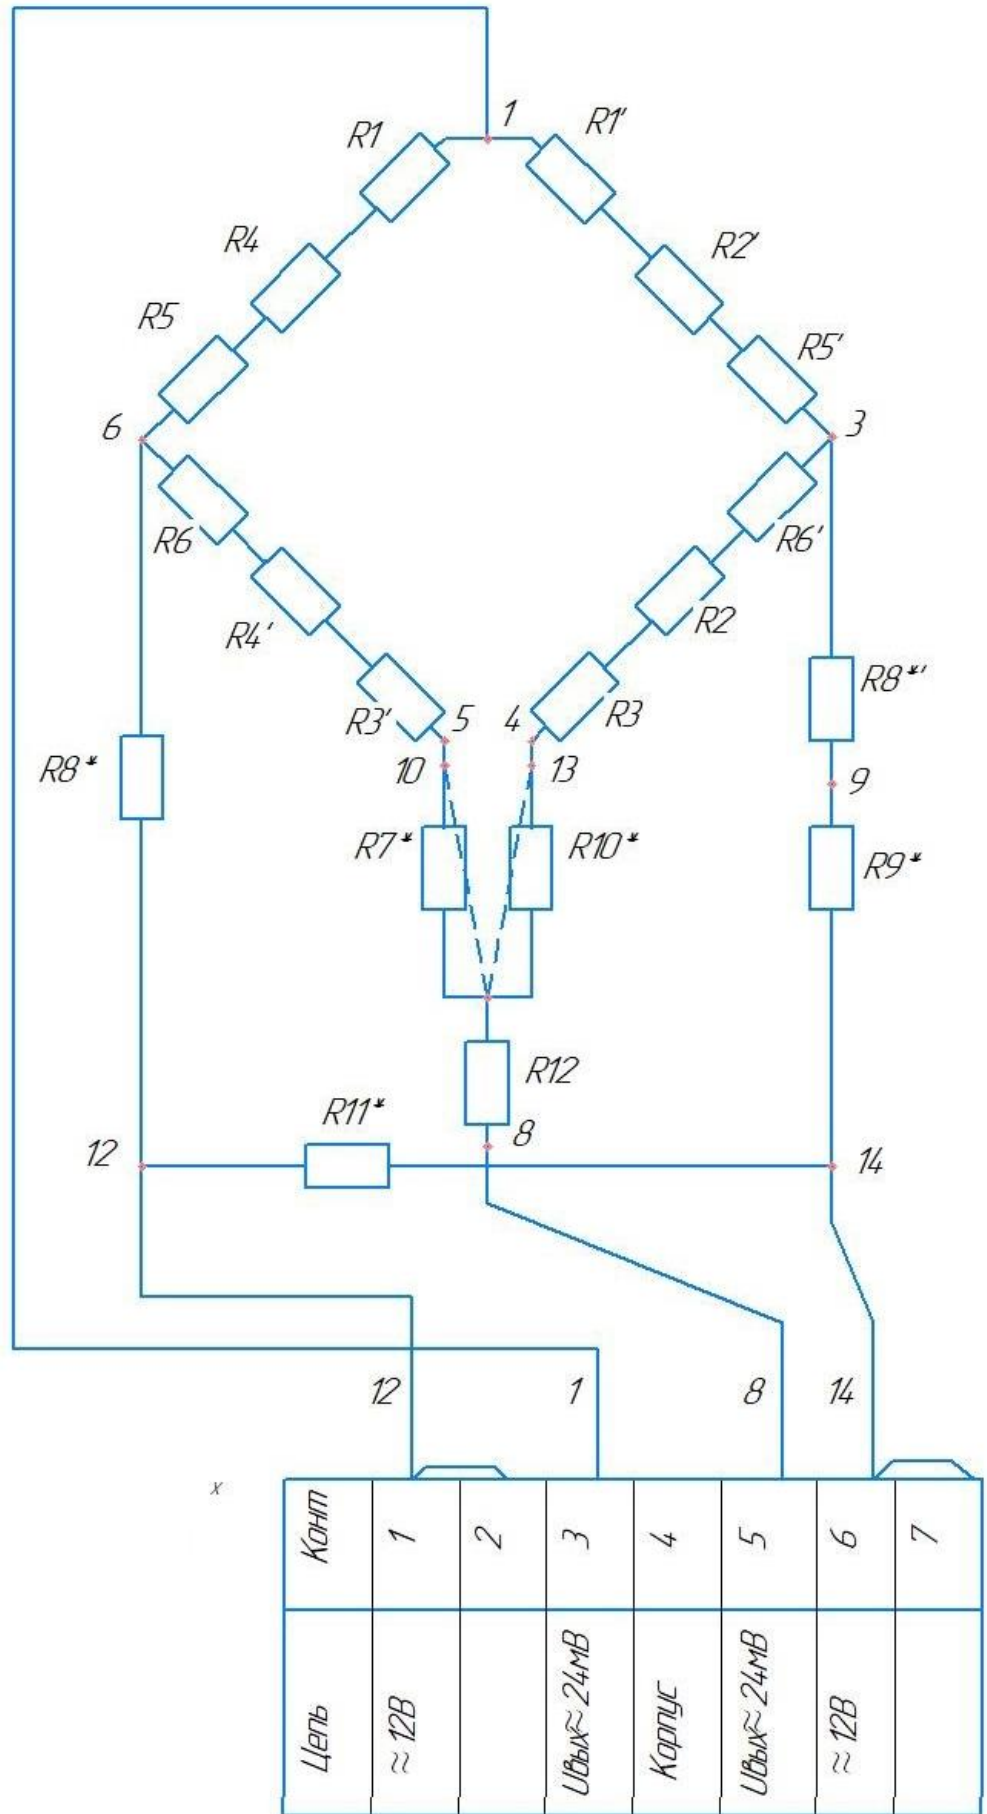 1
R1
R1'
R4
R2'
R5
R5'
6
3
R6
R6'
R4'
R2
R3'
5
4
R3
R8*'
10
13
R8*
9
R7*
R10*
R9*
R12
R11*
8
12
14
12
1
8
14
x
Конт
1
2
3
4
5
6
7
Цепь
≈ 12В
Uвых≈ 24мВ
Корпус
Uвых≈ 24мВ
≈ 12В